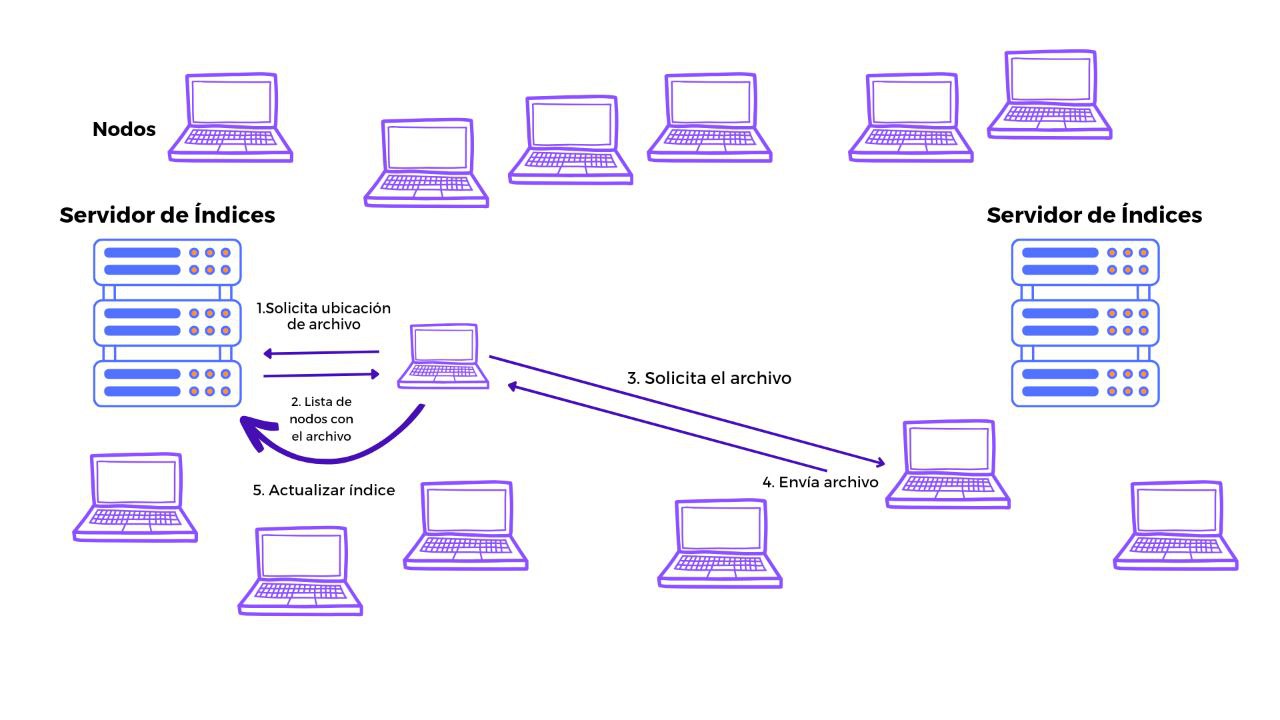 Nodos
Servidor de Índices
Servidor de Índices
1.Solicita ubicación
de archivo
2. Lista de
nodos con
el archivo
3. Solicita el archivo
4. Envía archivo
5. Actualizar índice